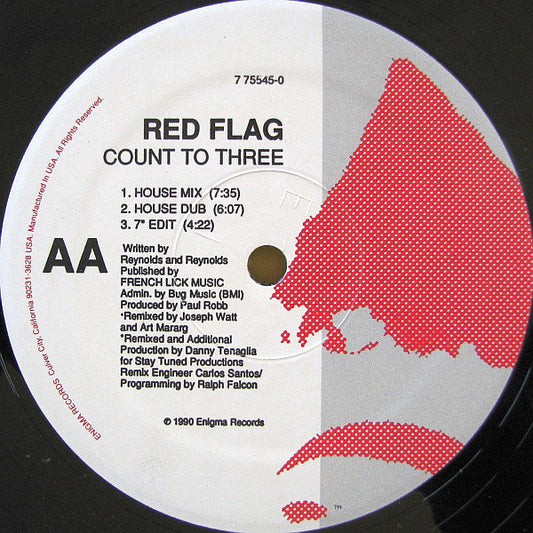 7 75545-0
RED FLAG
COUNT TO THREE
1. HOUSE MIX (7:35)
2. HOUSE DUB (6:07)
3. 7" EDIT (4:22)
AA
Written by
Reynolds and Reynolds
Published by
FRENCH LICK MUSIC
Admin. by Bug Music (BMI)
Produced by Paul Robb
*Remixed by Joseph Watt
and Art Mararg
*Remixed and Additional
Production by Danny Tenaglia
for Stay Tuned Productions
Remix Engineer Carlos Santos/
Programming by Ralph Falcon
℗ 1990 Enigma Records
ENIGMA RECORDS Culver City, California 90231-3628 USA. Manufactured in USA. All Rights Reserved.
TM